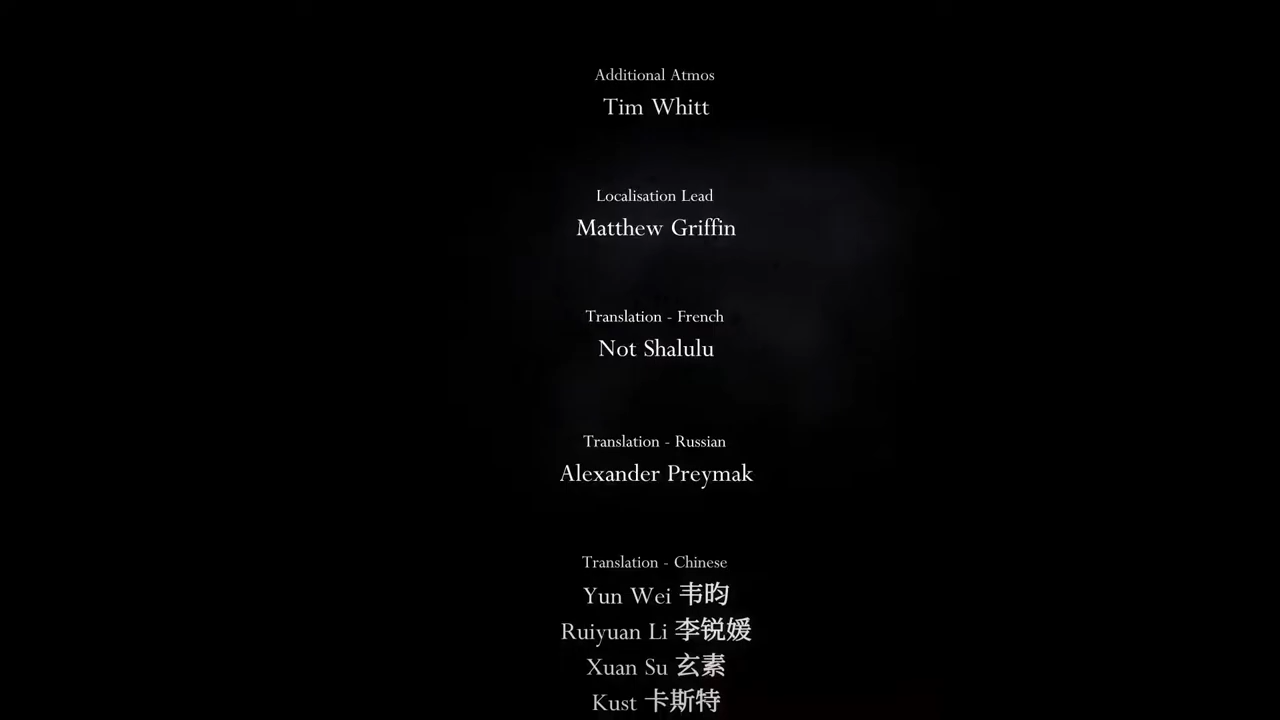 Additional Atmos
Tim Whitt
Localisation Lead
Matthew Griffin
Translation - French
Not Shalulu
Translation - Russian
Alexander Preymak
Translation - Chinese
Yun Wei 韦昀
Ruiyuan Li 李锐媛
Xuan Su 玄素
Kust 卡斯特